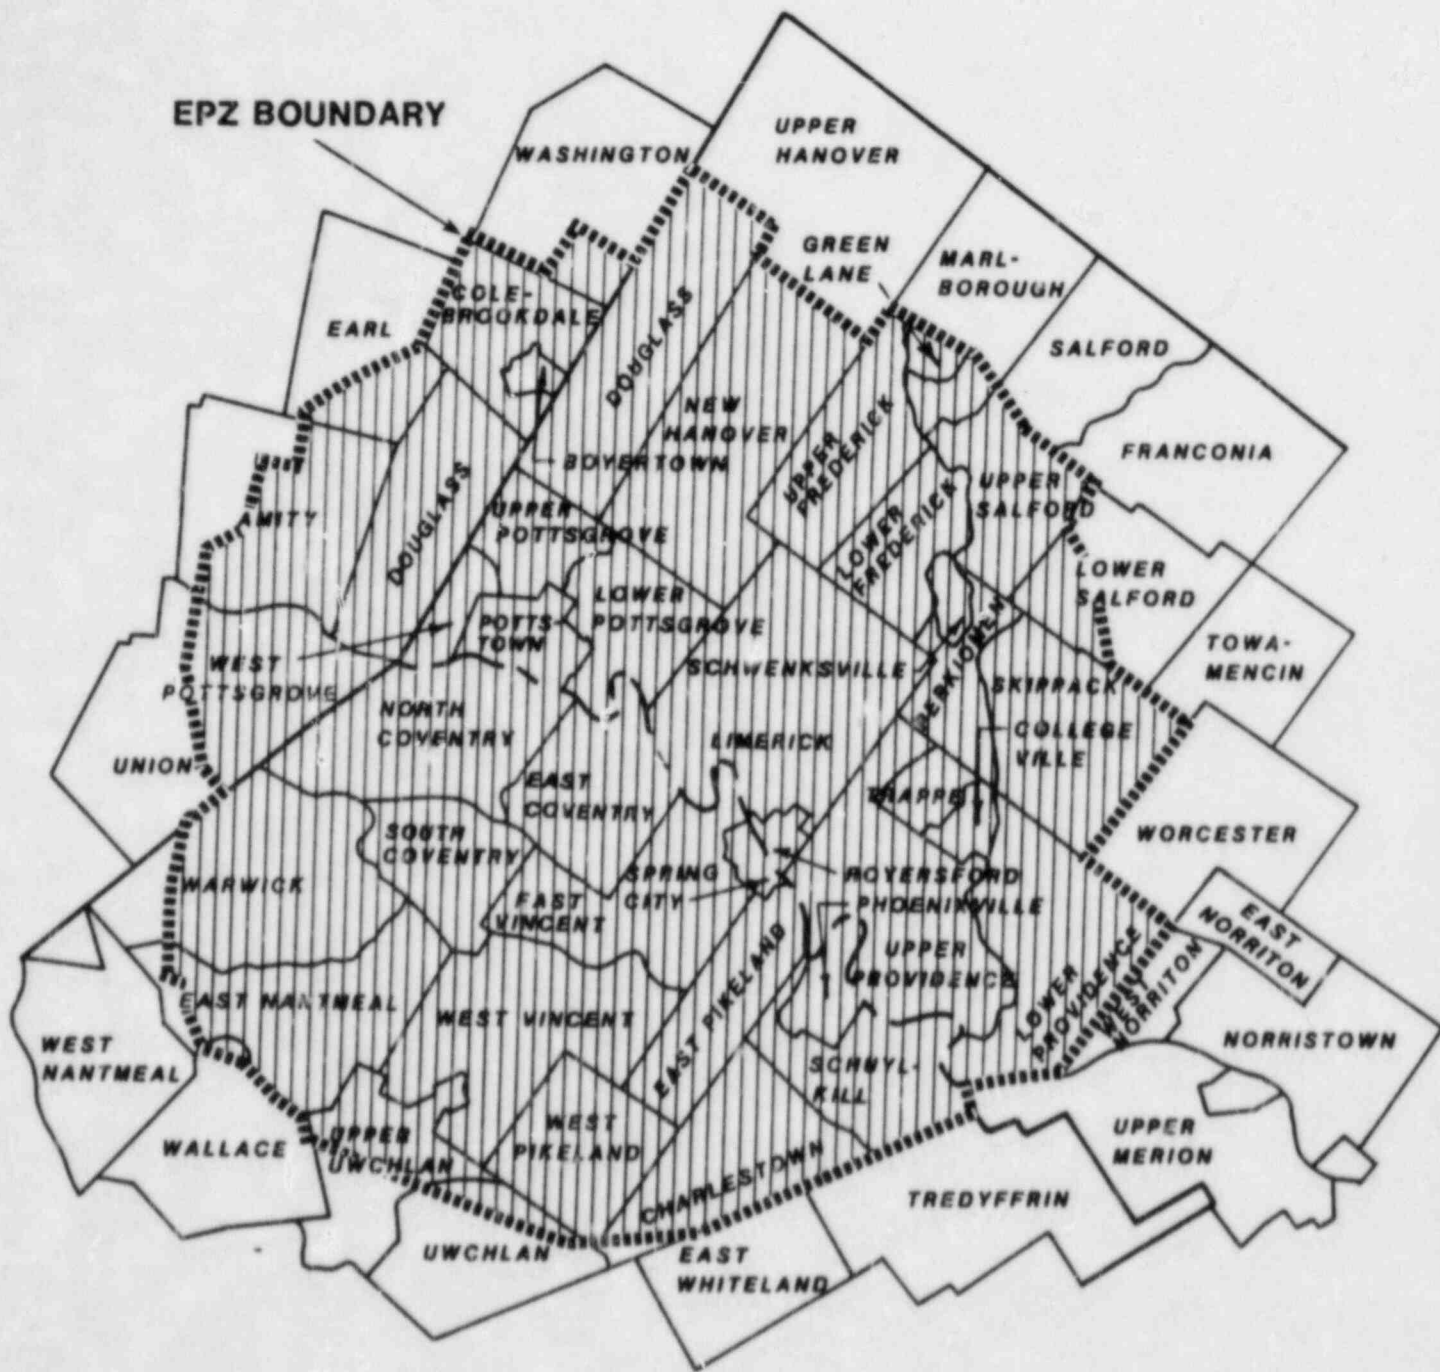 EPZ BOUNDARY
WASHINGTON
UPPER
HANOVER
GREEN
LANE
MARL-
BOROUGH
COLE-
BROOKDALE
EARL
SALFORD
DOUGLASS
NEW
HANOVER
BOYERTOWN
UPPER
FREDERICK
FRANCONIA
UPPER
SALFORD
AMITY
DOUGLASS
UPPER
POTTSGROVE
LOWER
FREDERICK
LOWER
SALFORD
LOWER
POTTSGROVE
POTTS-
TOWN
WEST
POTTSGROVE
SCHWENKSVILLE
PERKIOMEN
SKIPPACK
TOWA-
MENCIN
NORTH
COVENTRY
LIMERICK
COLLEGE
VILLE
UNION
EAST
COVENTRY
TRAPPE
WORCESTER
SOUTH
COVENTRY
WARWICK
SPRING
CITY
ROYERSFORD
PHOENIXVILLE
EAST
VINCENT
EAST
NORRITON
UPPER
PROVIDENCE
LOWER
PROVIDENCE
WEST
NORRITON
EAST NANTMEAL
WEST VINCENT
EAST PIKELAND
NORRISTOWN
WEST
NANTMEAL
SCHUYL-
KILL
WALLACE
UPPER
UWCHLAN
WEST
PIKELAND
CHARLESTOWN
UPPER
MERION
TREDYFFRIN
UWCHLAN
EAST
WHITELAND